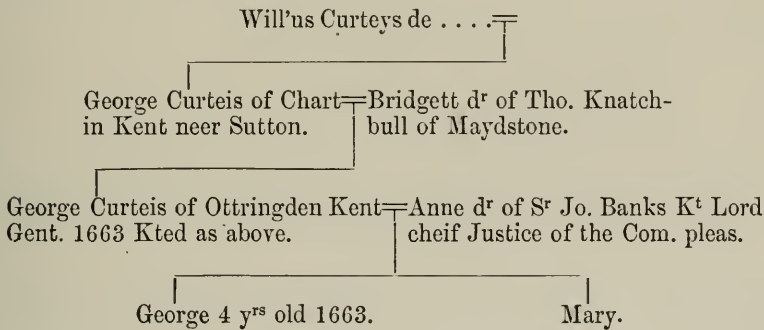 Will'us Curteys de . . . .
George Curteis of Chart Bridgett dʳ of Tho. Knatch-
in Kent neer Sutton. bull of Maydstone.
George Curteis of Ottringden Kent Anne dʳ of Sʳ Jo. Banks Kᵗ Lord
Gent. 1663 Kted as above. cheif Justice of the Com. pleas.
George 4 yʳˢ old 1663. Mary.